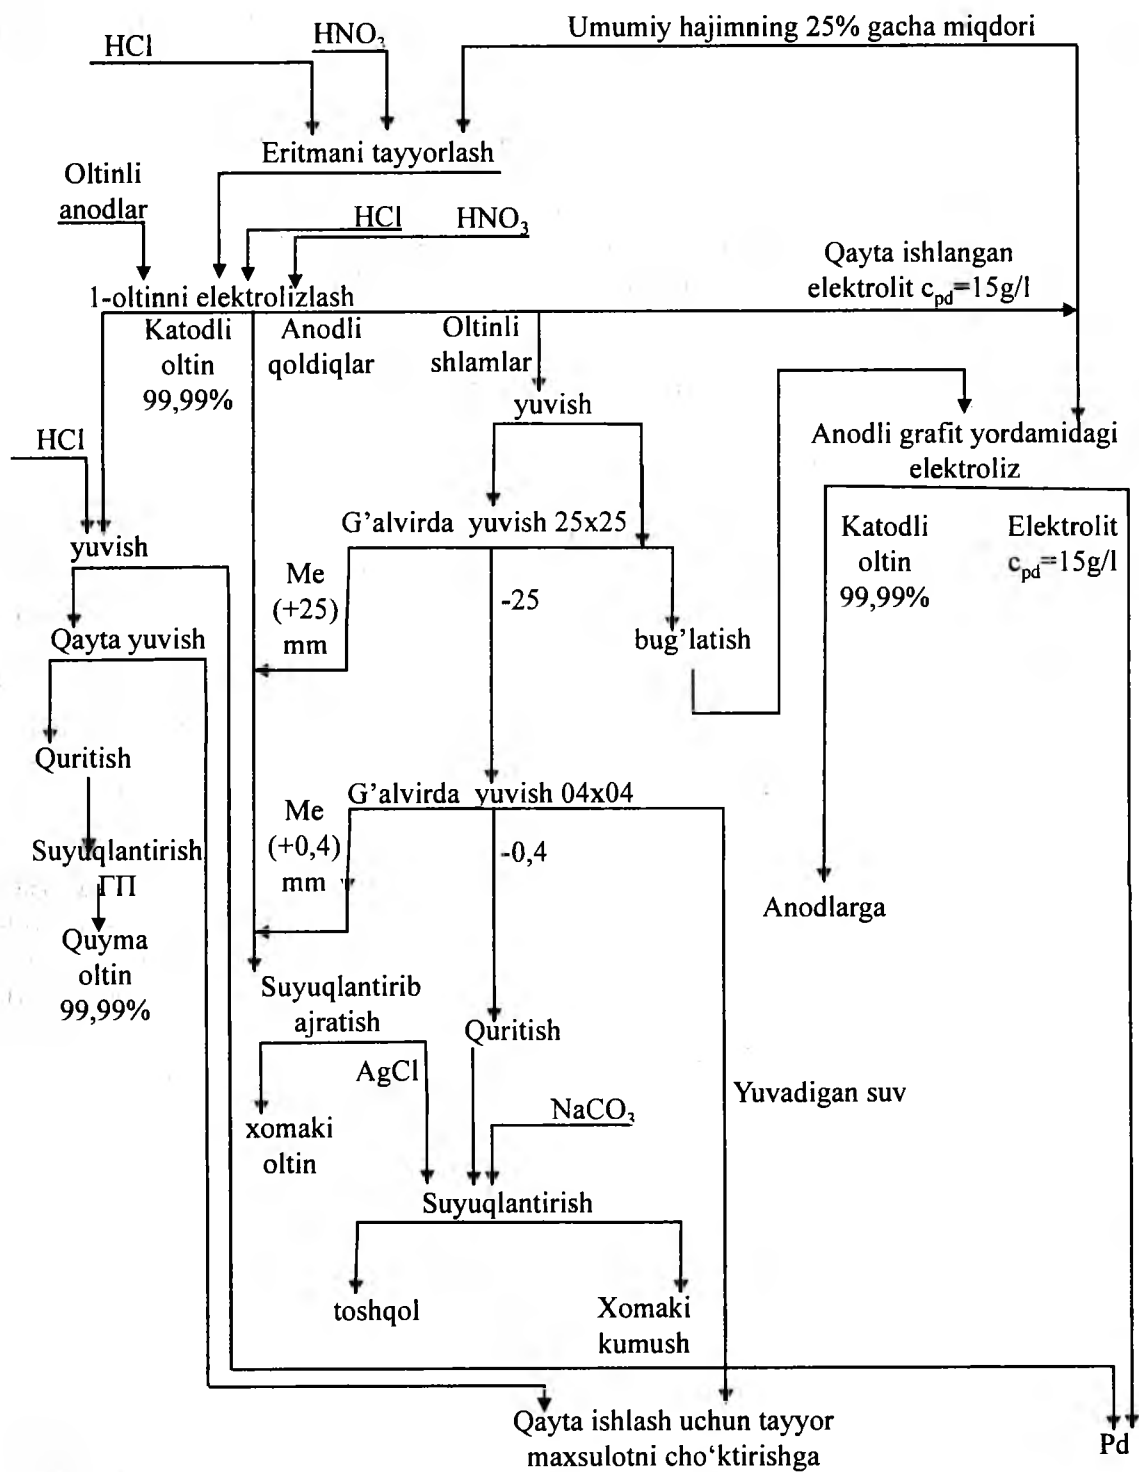 Umumiy hajimning 25% gacha miqdori
HCl
HNO₃
Eritmani tayyorlash
Oltinli
anodlar
HCl
HNO₃
Qayta ishlangan
elektrolit c_pd=15g/l
1-oltinni elektrolizlash
Katodli
oltin
99,99%
Anodli
qoldiqlar
Oltinli
shlamlar
yuvish
HCl
Anodli grafit yordamidagi
elektroliz
G’alvirda yuvish 25x25
Katodli
oltin
99,99%
Elektrolit
c_pd=15g/l
yuvish
Me
(+25)
mm
-25
bug’latish
Qayta yuvish
Quritish
G’alvirda yuvish 04x04
Me
(+0,4)
mm
-0,4
Suyuqlantirish
ГП
Anodlarga
Quyma
oltin
99,99%
Suyuqlantirib
ajratish
Quritish
AgCl
Yuvadigan suv
NaCO₃
xomaki
oltin
Suyuqlantirish
toshqol
Xomaki
kumush
Qayta ishlash uchun tayyor
maxsulotni cho‘ktirishga
Pd